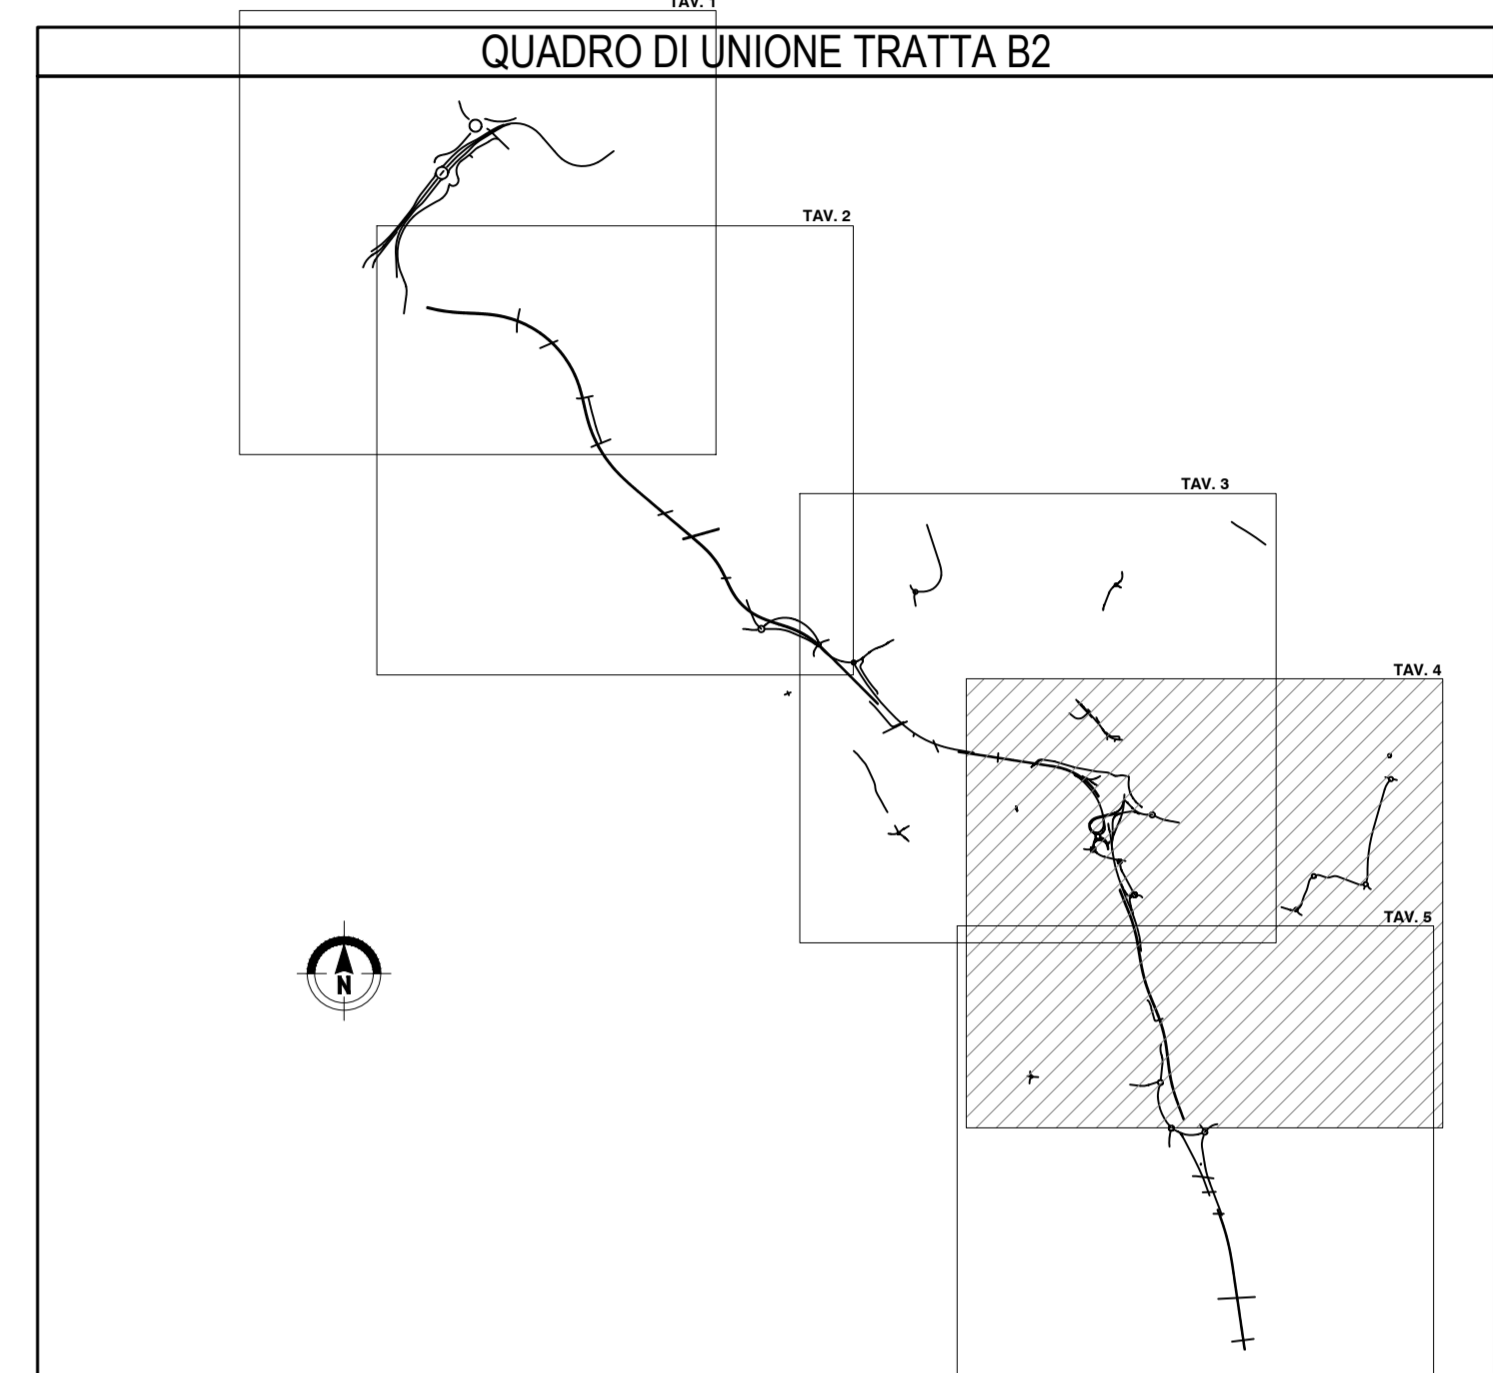 TAV. 1
QUADRO DI UNIONE TRATTA B2
TAV. 2
TAV. 3
TAV. 4
TAV. 5
N